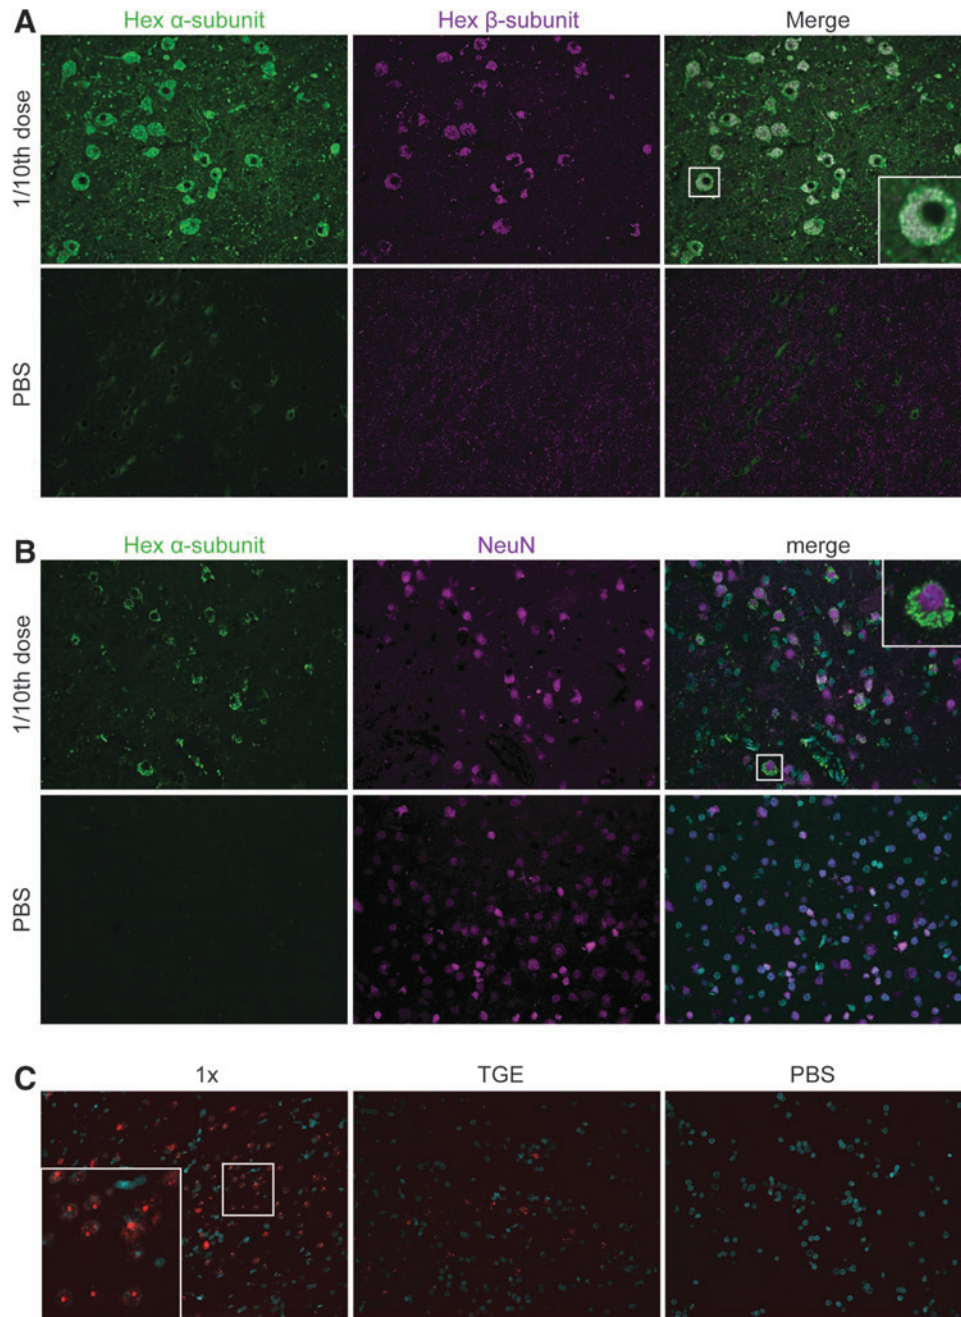 A
Hex α-subunit Hex β-subunit Merge
1/10th dose
PBS
B
Hex α-subunit NeuN merge
1/10th dose
PBS
C
1x TGE PBS